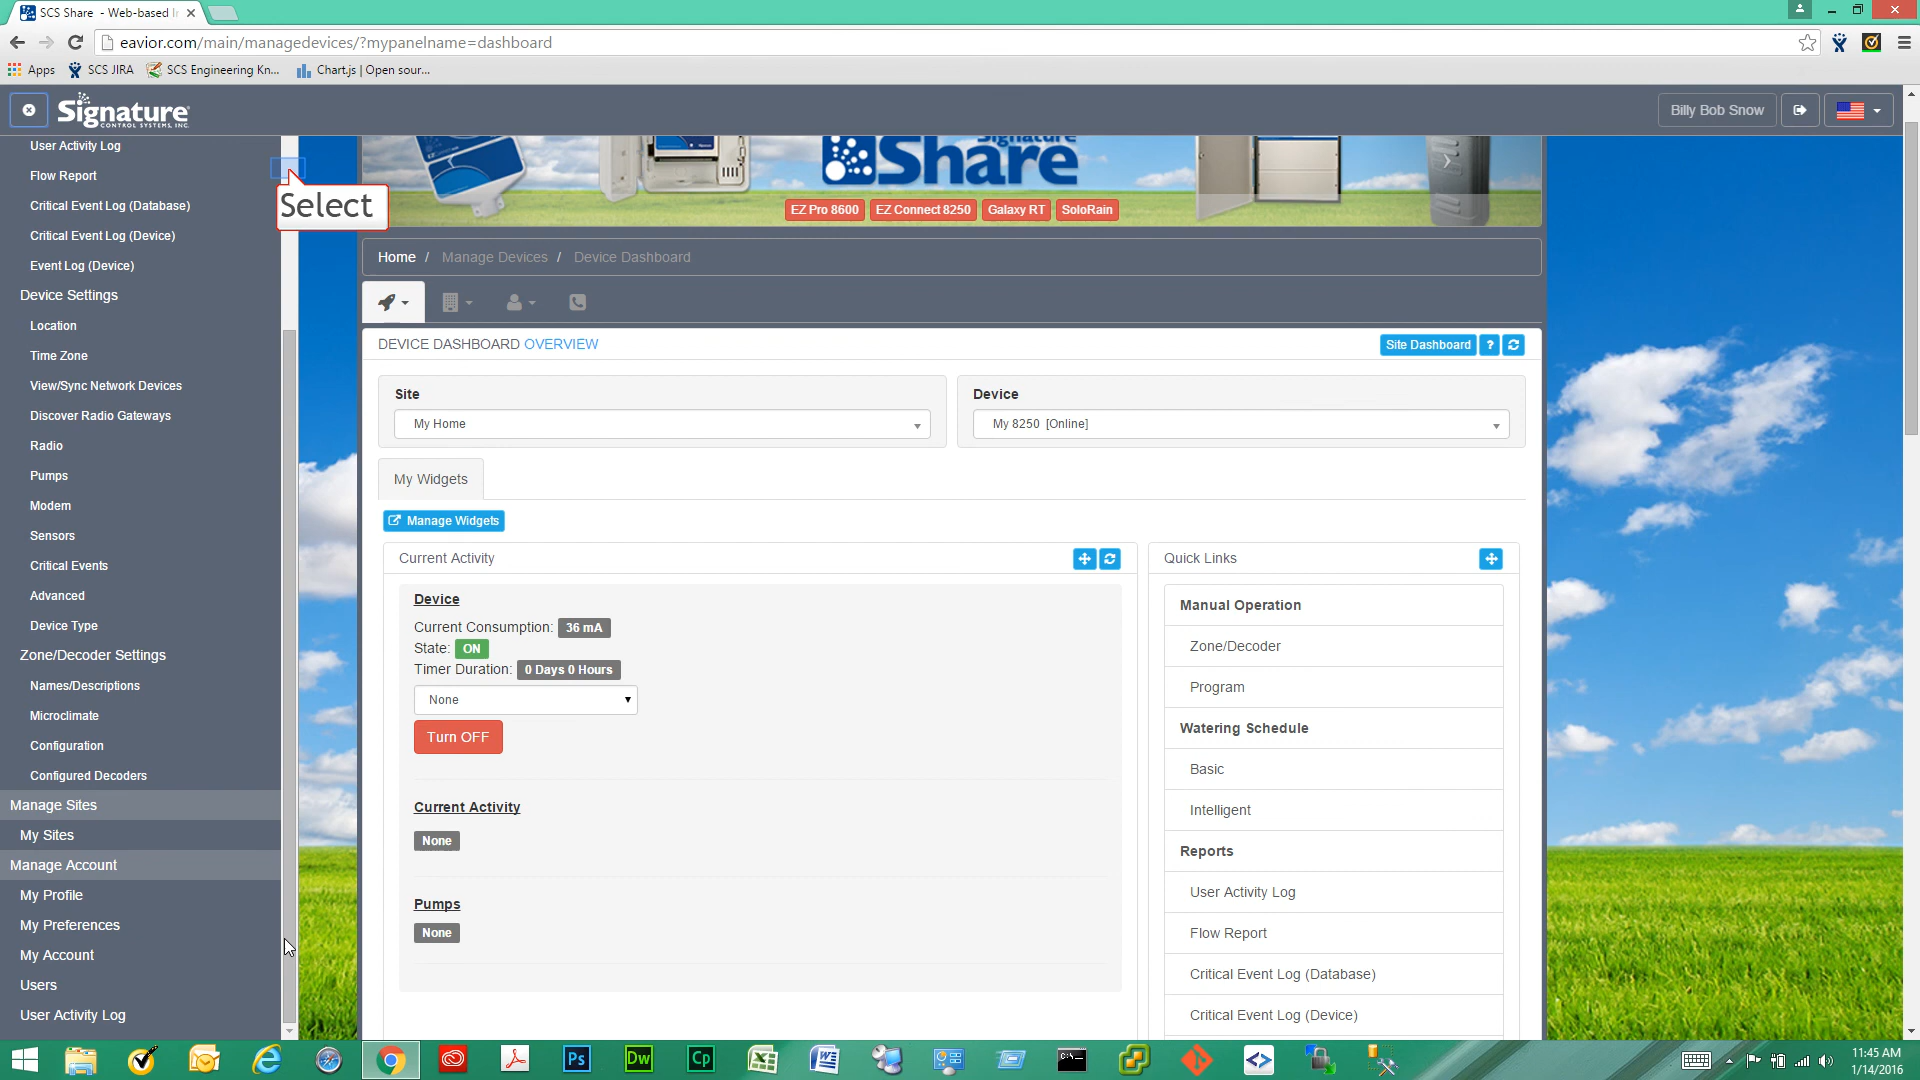 SCS Share - Web-based I
eavior.com/main/managedevices/?mypanelname=dashboard
Apps SCS JIRA SCS Engineering Kn... Chart.js | Open sour...
Signature
CONTROL SYSTEMS, INC.
Billy Bob Snow
User Activity Log
Flow Report
Critical Event Log (Database)
Critical Event Log (Device)
Event Log (Device)
Device Settings
Location
Time Zone
View/Sync Network Devices
Discover Radio Gateways
Radio
Pumps
Modem
Sensors
Critical Events
Advanced
Device Type
Zone/Decoder Settings
Names/Descriptions
Microclimate
Configuration
Configured Decoders
Manage Sites
My Sites
Manage Account
My Profile
My Preferences
My Account
Users
User Activity Log
Select
Signature
Share
EZ Pro 8600 EZ Connect 8250 Galaxy RT SoloRain
Home / Manage Devices / Device Dashboard
DEVICE DASHBOARD OVERVIEW
Site Dashboard ?
Site
My Home
Device
My 8250 [Online]
My Widgets
Manage Widgets
Current Activity
Device
Current Consumption: 36 mA
State: ON
Timer Duration: 0 Days 0 Hours
None
Turn OFF
Current Activity
None
Pumps
None
Quick Links
Manual Operation
Zone/Decoder
Program
Watering Schedule
Basic
Intelligent
Reports
User Activity Log
Flow Report
Critical Event Log (Database)
Critical Event Log (Device)
Ps
Dw
Cp
C:\
11:45 AM
1/14/2016